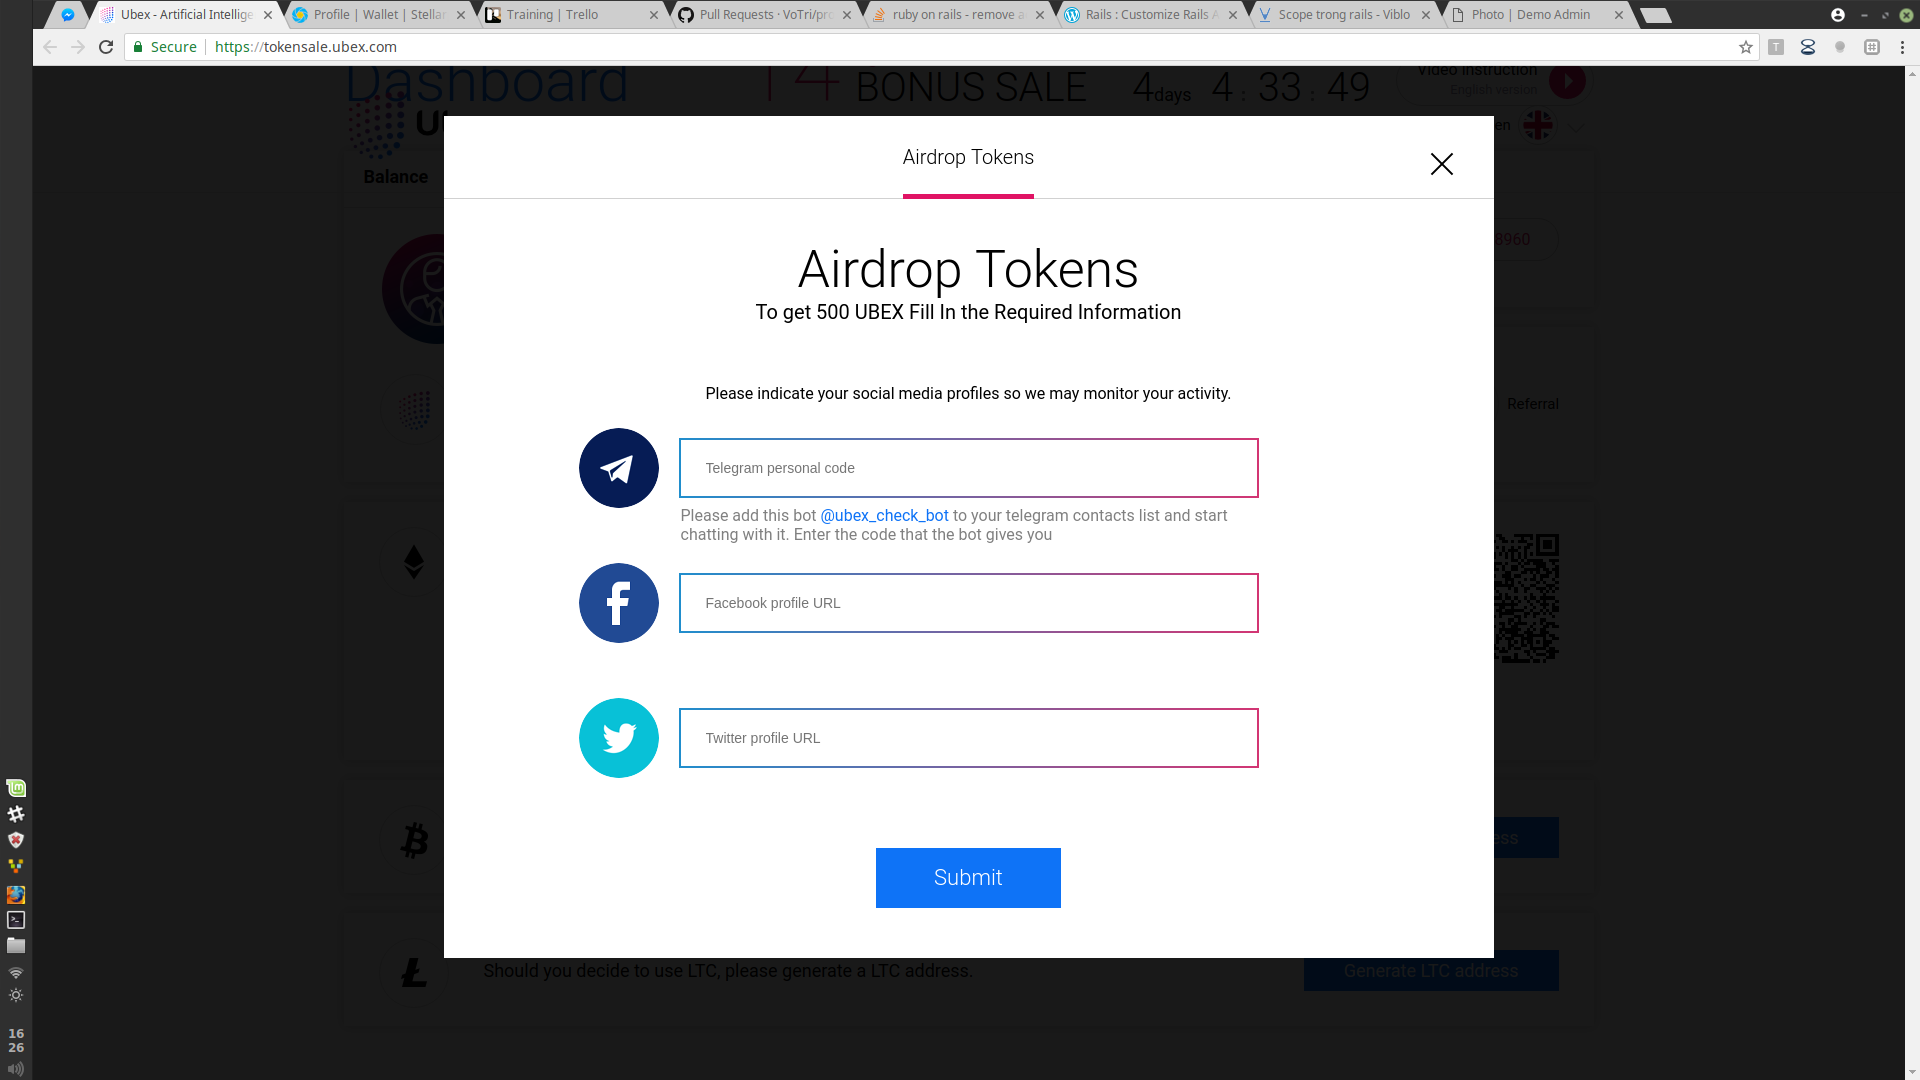 Ubex - Artificial Intellige
Profile | Wallet | Stellar
Training | Trello
Pull Requests · VoTri/pro
ruby on rails - remove a
Rails : Customize Rails A
Scope trong rails - Viblo
Photo | Demo Admin
Secure
https://tokensale.ubex.com
Dashboard
BONUS SALE
4days 4 : 33 : 49
Video instruction
English version
en
Balance
Airdrop Tokens
Airdrop Tokens
To get 500 UBEX Fill In the Required Information
8960
Please indicate your social media profiles so we may monitor your activity.
Referral
Telegram personal code
Please add this bot @ubex_check_bot to your telegram contacts list and start
chatting with it. Enter the code that the bot gives you
Facebook profile URL
Twitter profile URL
ess
Submit
Should you decide to use LTC, please generate a LTC address.
Generate LTC address
16
26